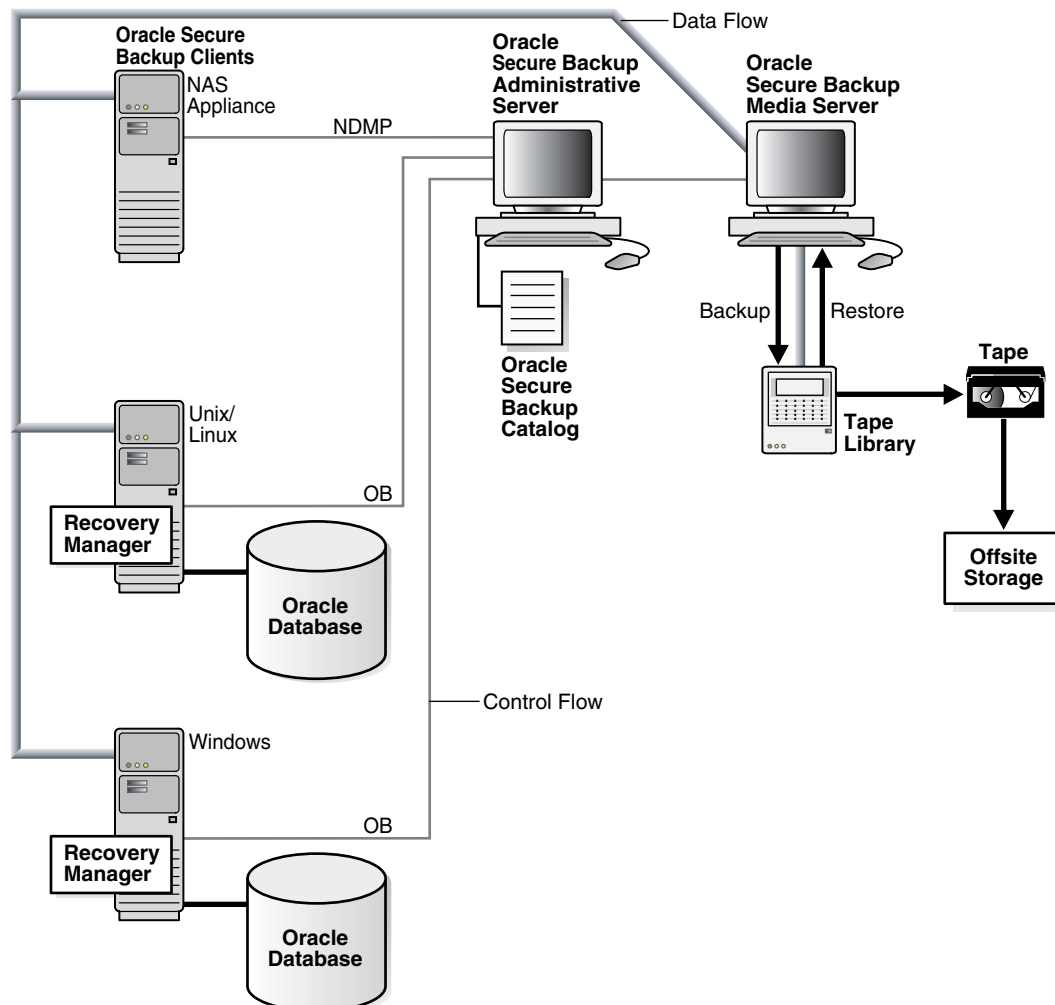 Data Flow
Oracle Secure
Backup Clients
NAS
Appliance
NDMP
Oracle
Secure Backup
Administrative
Server
Oracle
Secure Backup
Media Server
Backup
Restore
Oracle
Secure
Backup
Catalog
Tape
Library
Tape
Offsite
Storage
Unix/
Linux
OB
Recovery
Manager
Oracle
Database
Control Flow
Windows
OB
Recovery
Manager
Oracle
Database